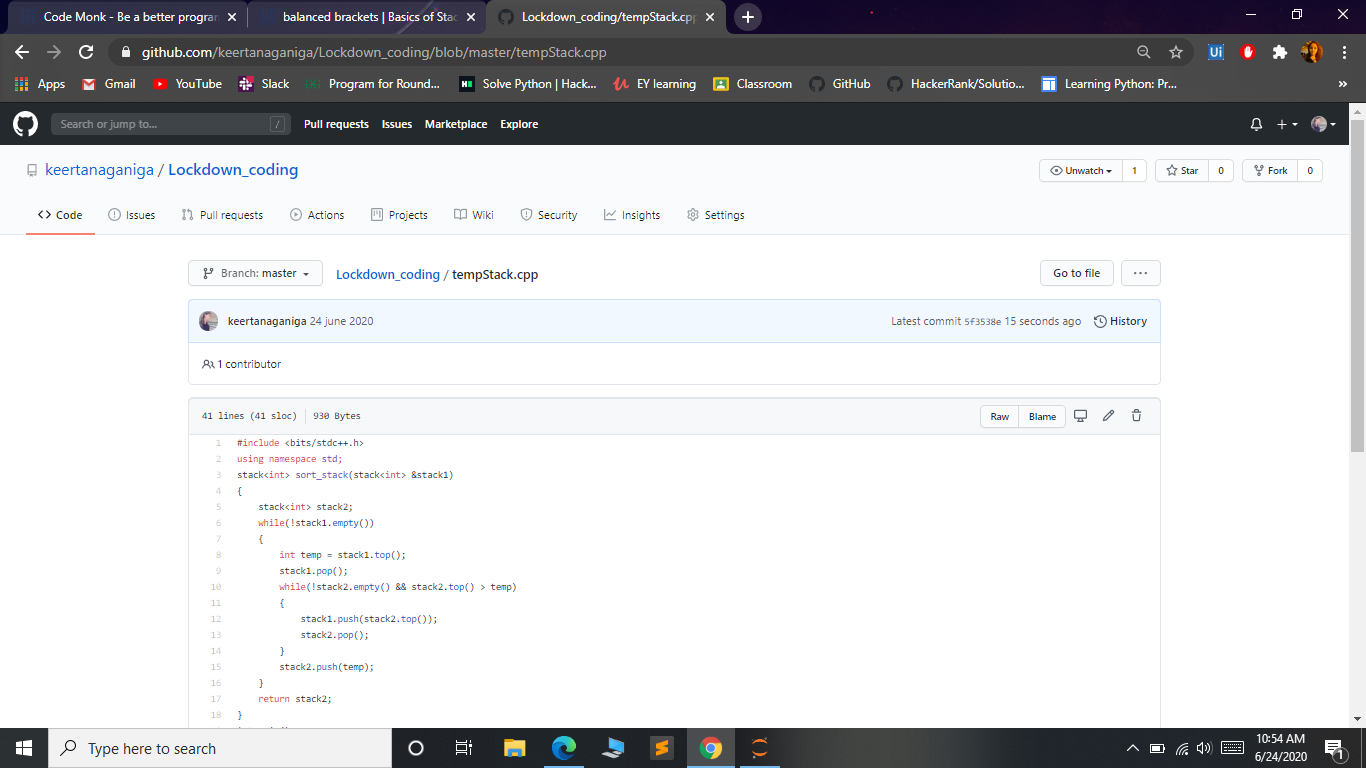 Code Monk - Be a better progran
balanced brackets | Basics of Stac
Lockdown_coding/tempStack.cpp
github.com/keertanaganiga/Lockdown_coding/blob/master/tempStack.cpp
Apps Gmail YouTube Slack Program for Round... Solve Python | Hack... EY learning Classroom GitHub HackerRank/Solutio... Learning Python: Pr... »
Search or jump to... / Pull requests Issues Marketplace Explore
keertanaganiga / Lockdown_coding Unwatch 1 Star 0 Fork 0
<> Code Issues Pull requests Actions Projects Wiki Security Insights Settings
Branch: master Lockdown_coding / tempStack.cpp Go to file ...
keertanaganiga 24 june 2020 Latest commit 5f3538e 15 seconds ago History
1 contributor
41 lines (41 sloc) 930 Bytes Raw Blame
1 #include <bits/stdc++.h>
2 using namespace std;
3 stack<int> sort_stack(stack<int> &stack1)
4 {
5 stack<int> stack2;
6 while(!stack1.empty())
7 {
8 int temp = stack1.top();
9 stack1.pop();
10 while(!stack2.empty() && stack2.top() > temp)
11 {
12 stack1.push(stack2.top());
13 stack2.pop();
14 }
15 stack2.push(temp);
16 }
17 return stack2;
18 }
Type here to search
10:54 AM
6/24/2020
1